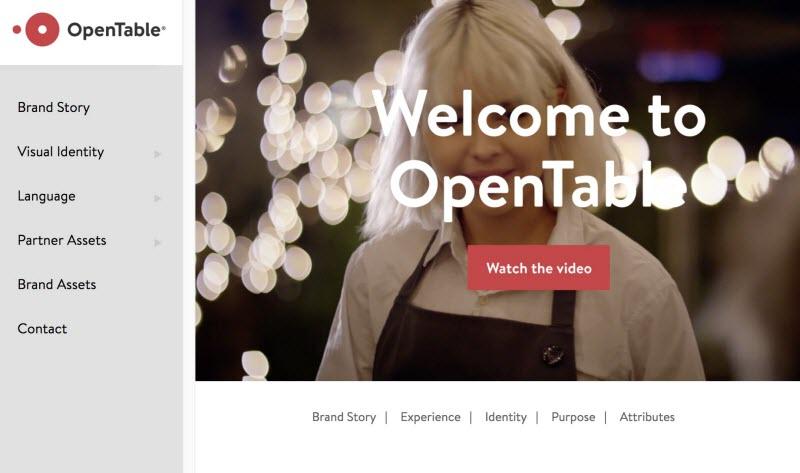 OpenTable®
Brand Story
Visual Identity
Language
Partner Assets
Brand Assets
Contact
Welcome to
OpenTable
Watch the video
Brand Story | Experience | Identity | Purpose | Attributes